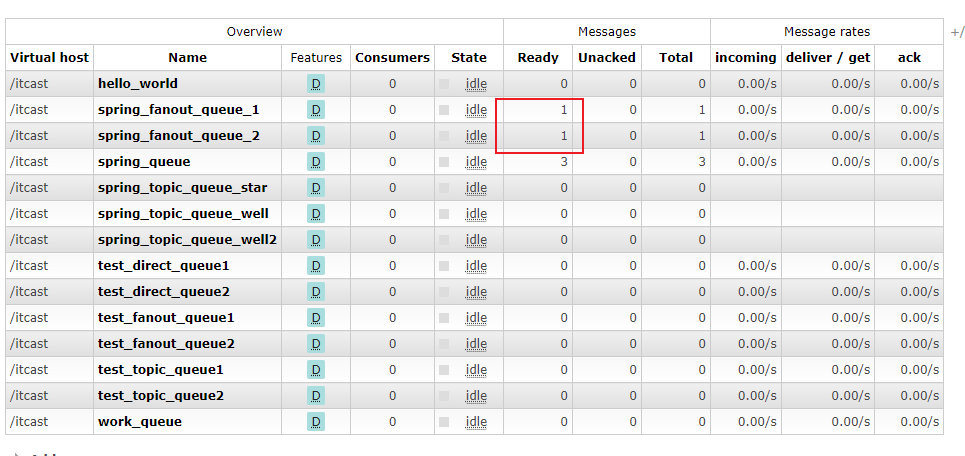 Overview Messages Message rates +/
Virtual host Name Features Consumers State Ready Unacked Total incoming deliver / get ack
/itcast hello_world D 0 idle 0 0 0 0.00/s 0.00/s 0.00/s
/itcast spring_fanout_queue_1 D 0 idle 1 0 1 0.00/s 0.00/s 0.00/s
/itcast spring_fanout_queue_2 D 0 idle 1 0 1 0.00/s 0.00/s 0.00/s
/itcast spring_queue D 0 idle 3 0 3 0.00/s 0.00/s 0.00/s
/itcast spring_topic_queue_star D 0 idle 0 0 0
/itcast spring_topic_queue_well D 0 idle 0 0 0
/itcast spring_topic_queue_well2 D 0 idle 0 0 0
/itcast test_direct_queue1 D 0 idle 0 0 0 0.00/s 0.00/s 0.00/s
/itcast test_direct_queue2 D 0 idle 0 0 0 0.00/s 0.00/s 0.00/s
/itcast test_fanout_queue1 D 0 idle 0 0 0 0.00/s 0.00/s 0.00/s
/itcast test_fanout_queue2 D 0 idle 0 0 0 0.00/s 0.00/s 0.00/s
/itcast test_topic_queue1 D 0 idle 0 0 0 0.00/s 0.00/s 0.00/s
/itcast test_topic_queue2 D 0 idle 0 0 0 0.00/s 0.00/s 0.00/s
/itcast work_queue D 0 idle 0 0 0 0.00/s 0.00/s 0.00/s